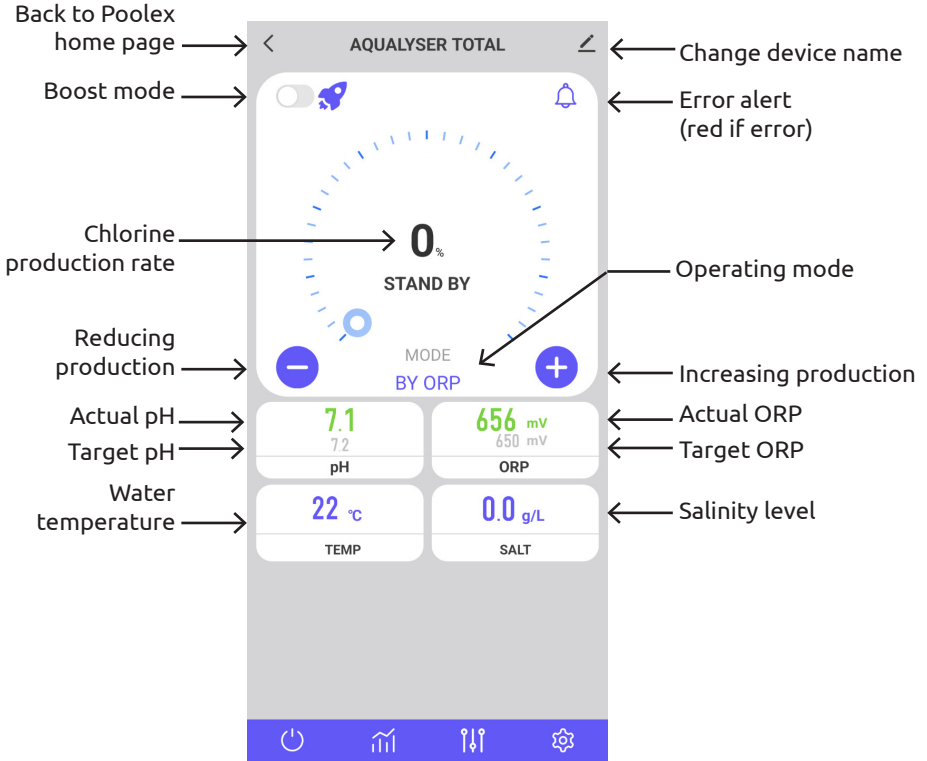 Back to Poolex
home page
AQUALYSER TOTAL
Change device name
Boost mode
Error alert
(red if error)
Chlorine
production rate
0 %
STAND BY
Operating mode
Reducing
production
MODE
BY ORP
Increasing production
Actual pH
7.1
656 mV
Actual ORP
Target pH
7.2
650 mV
Target ORP
pH
ORP
Water
temperature
22 °C
0.0 g/L
Salinity level
TEMP
SALT